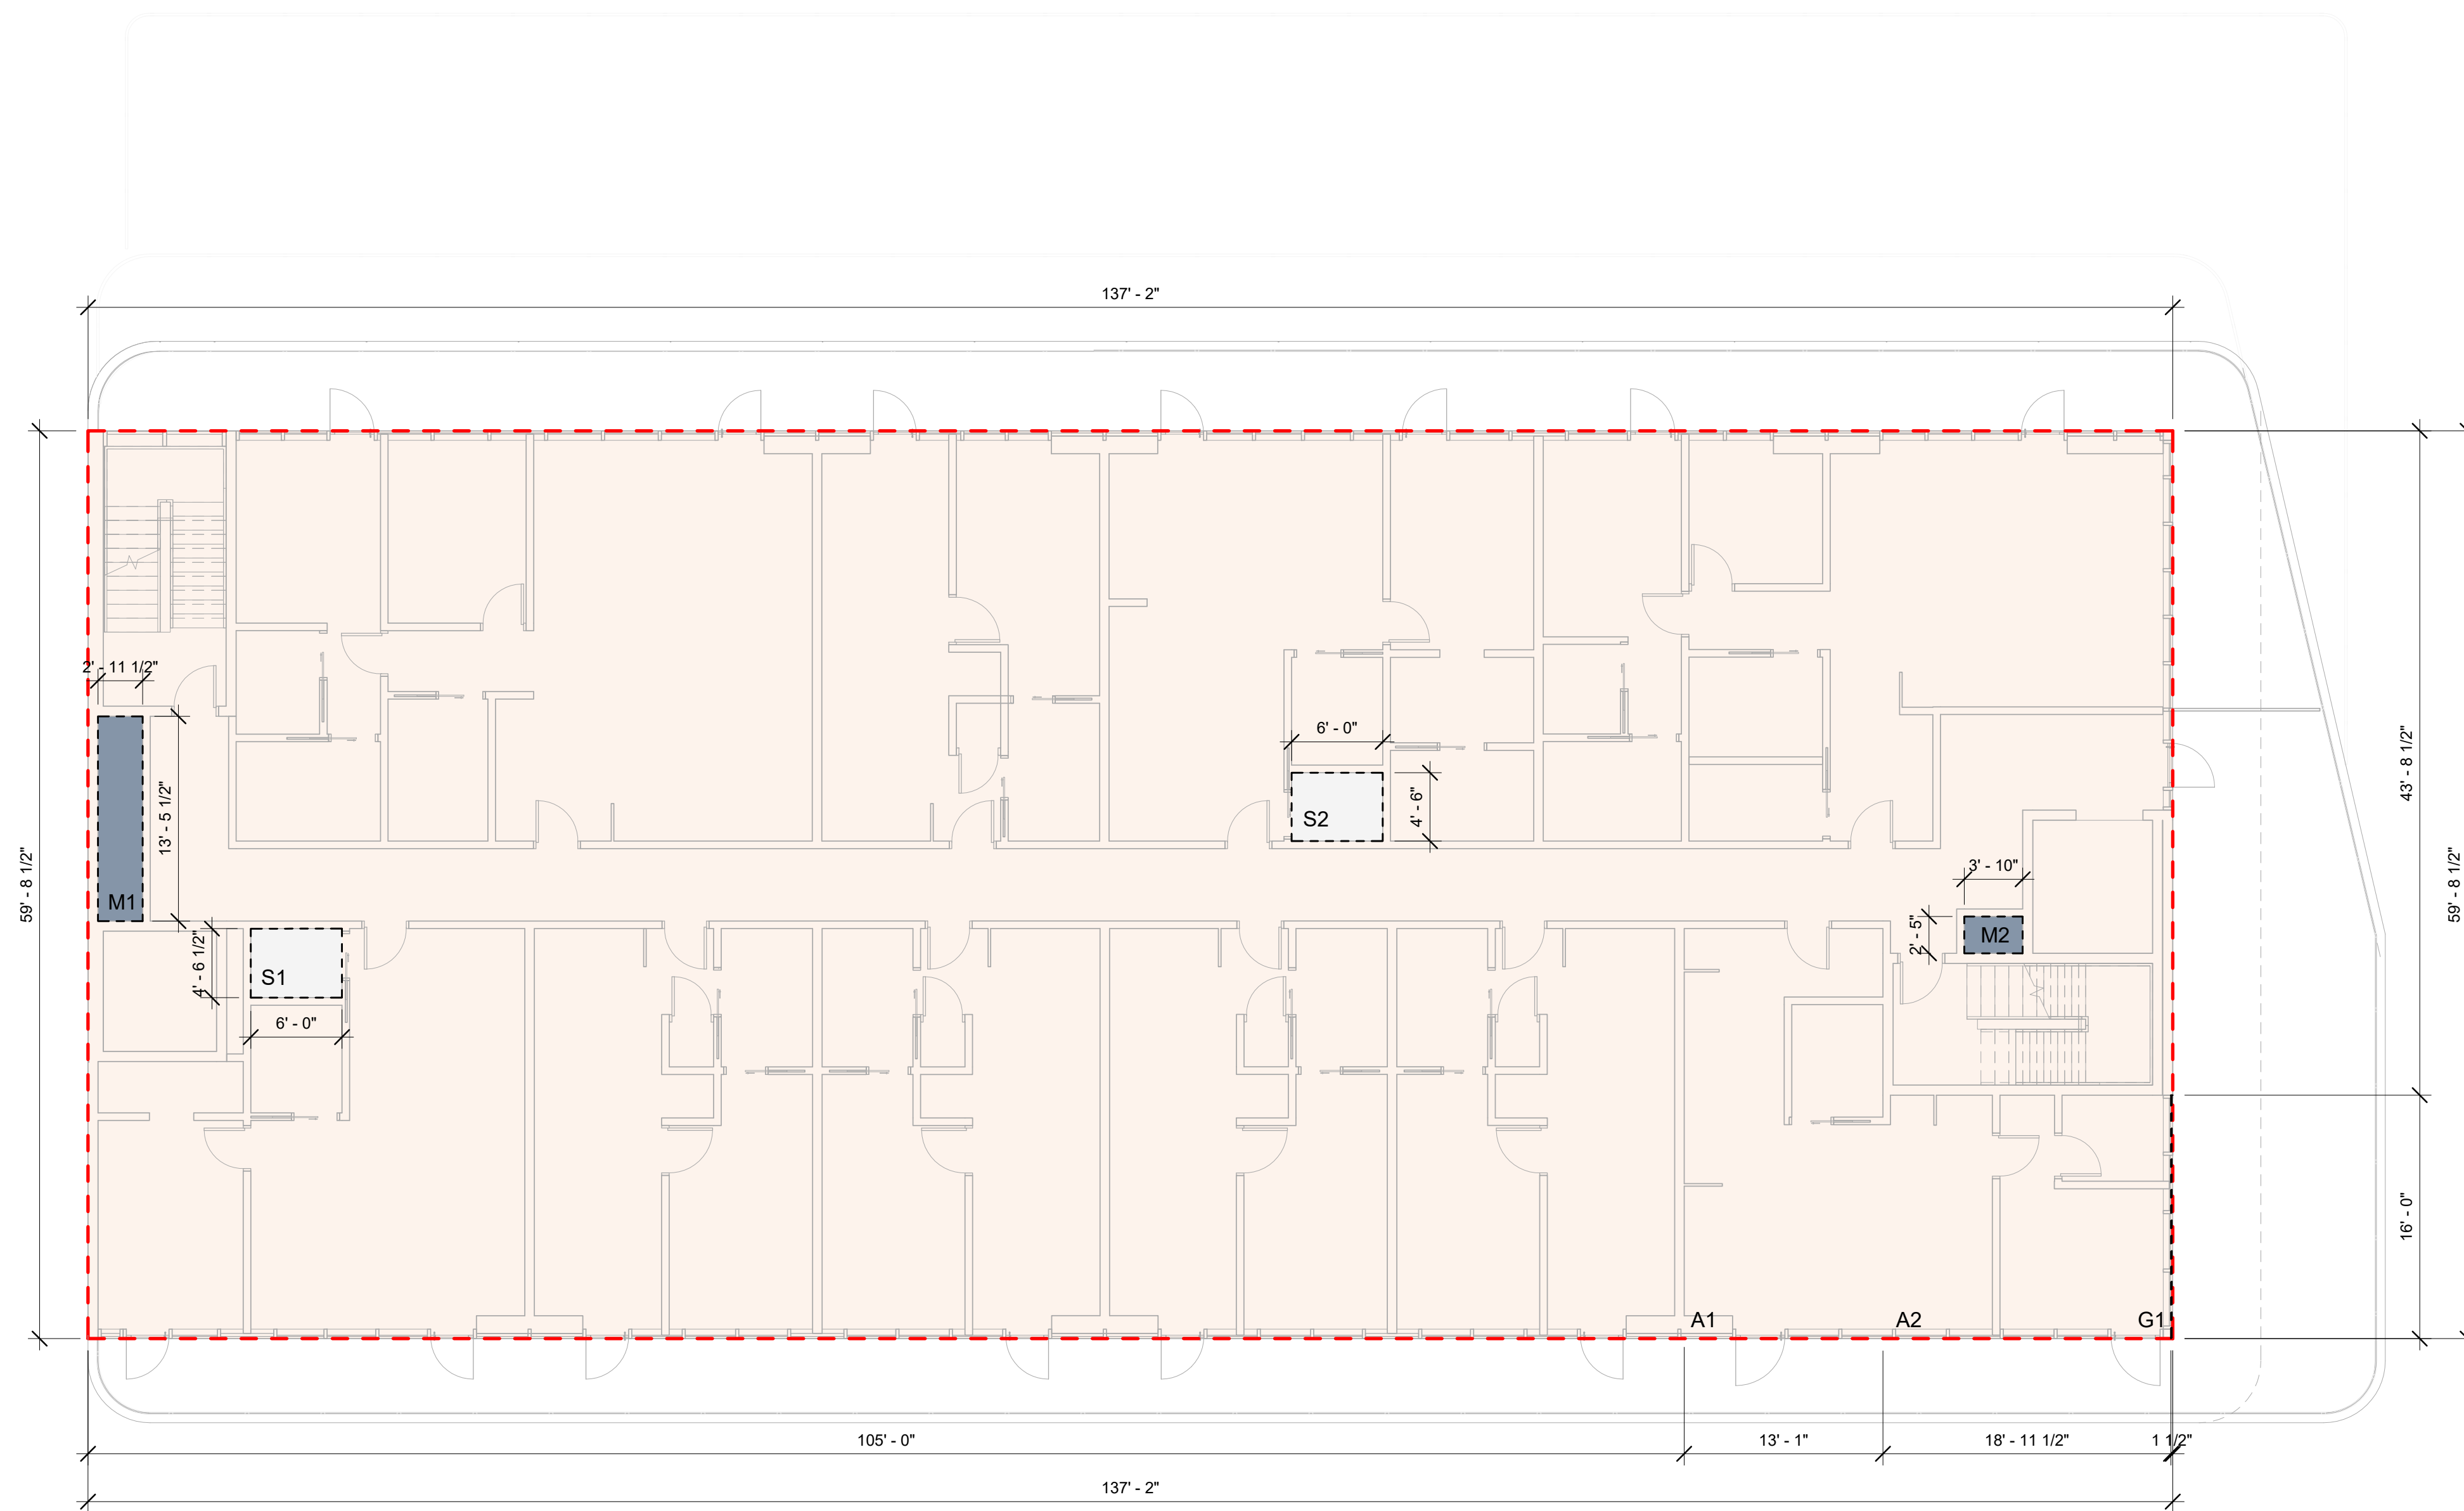 137' - 2"
2' - 11 1/2"
6' - 0"
13' - 5 1/2"
S2
4' - 6"
43' - 8 1/2"
59' - 8 1/2"
59' - 8 1/2"
M1
3' - 10"
2' - 5"
M2
4' - 6 1/2"
S1
6' - 0"
16' - 0"
A1
A2
G1
105' - 0"
13' - 1"
18' - 11 1/2"
1 1/2"
137' - 2"